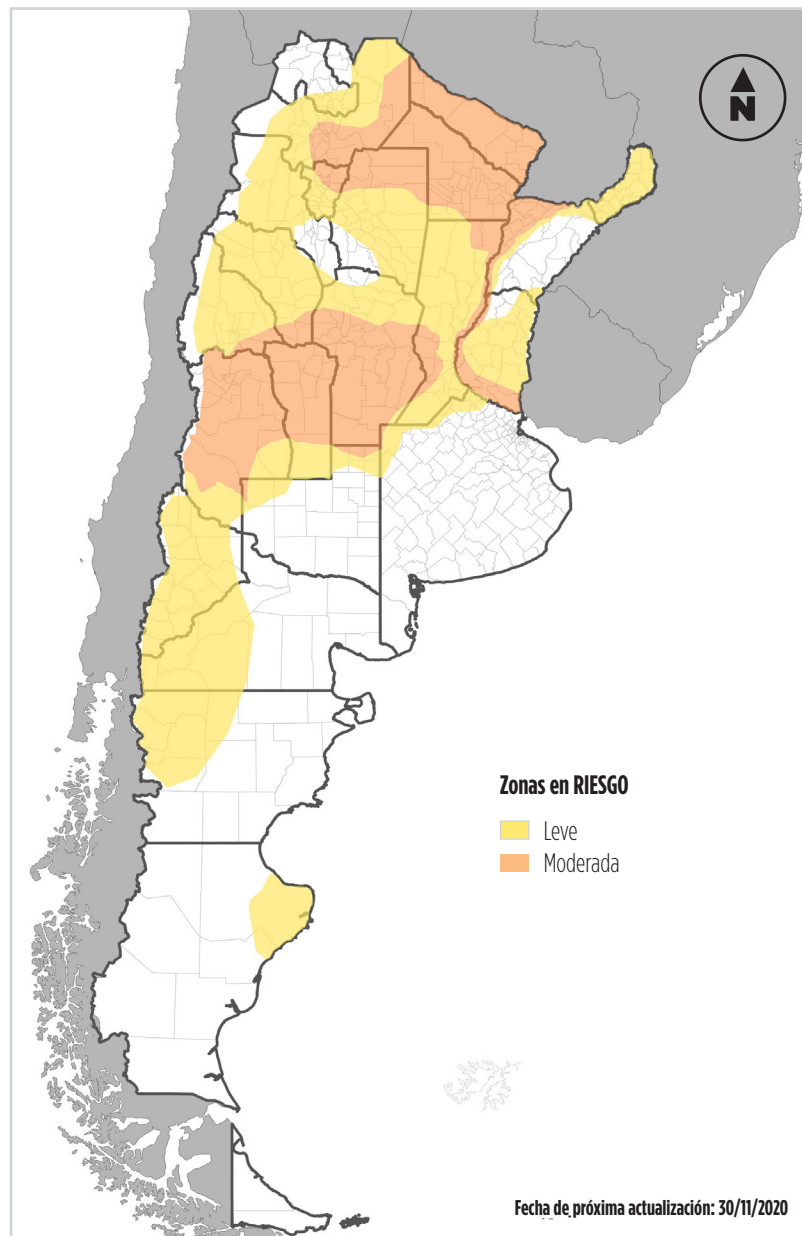 N
Zonas en RIESGO
Leve
Moderada
Fecha de próxima actualización: 30/11/2020